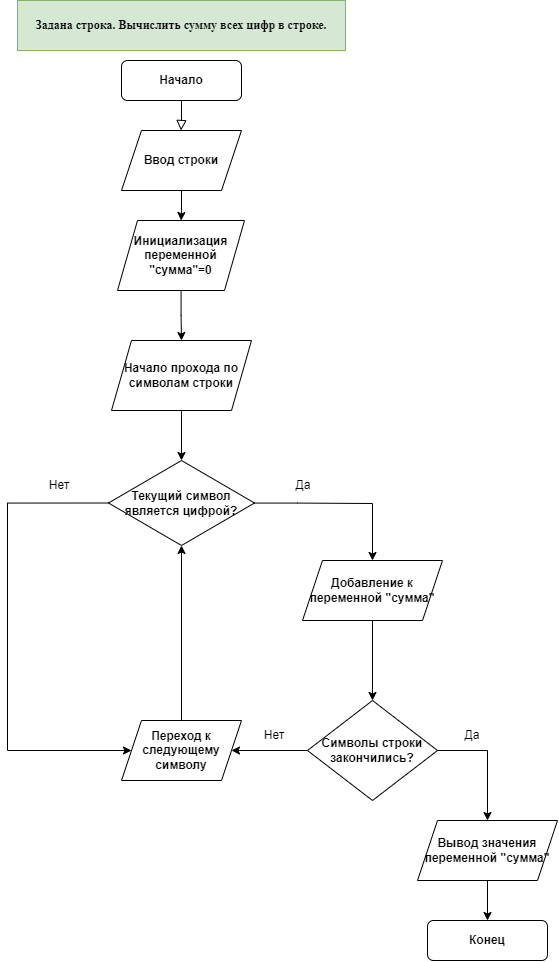 Задана строка. Вычислить сумму всех цифр в строке.
Начало
Ввод строки
Инициализация
переменной
"сумма"=0
Начало прохода по
символам строки
Нет
Да
Текущий символ
является цифрой?
Добавление к
переменной "сумма"
Переход к
следующему
символу
Нет
Символы строки
закончились?
Да
Вывод значения
переменной "сумма"
Конец